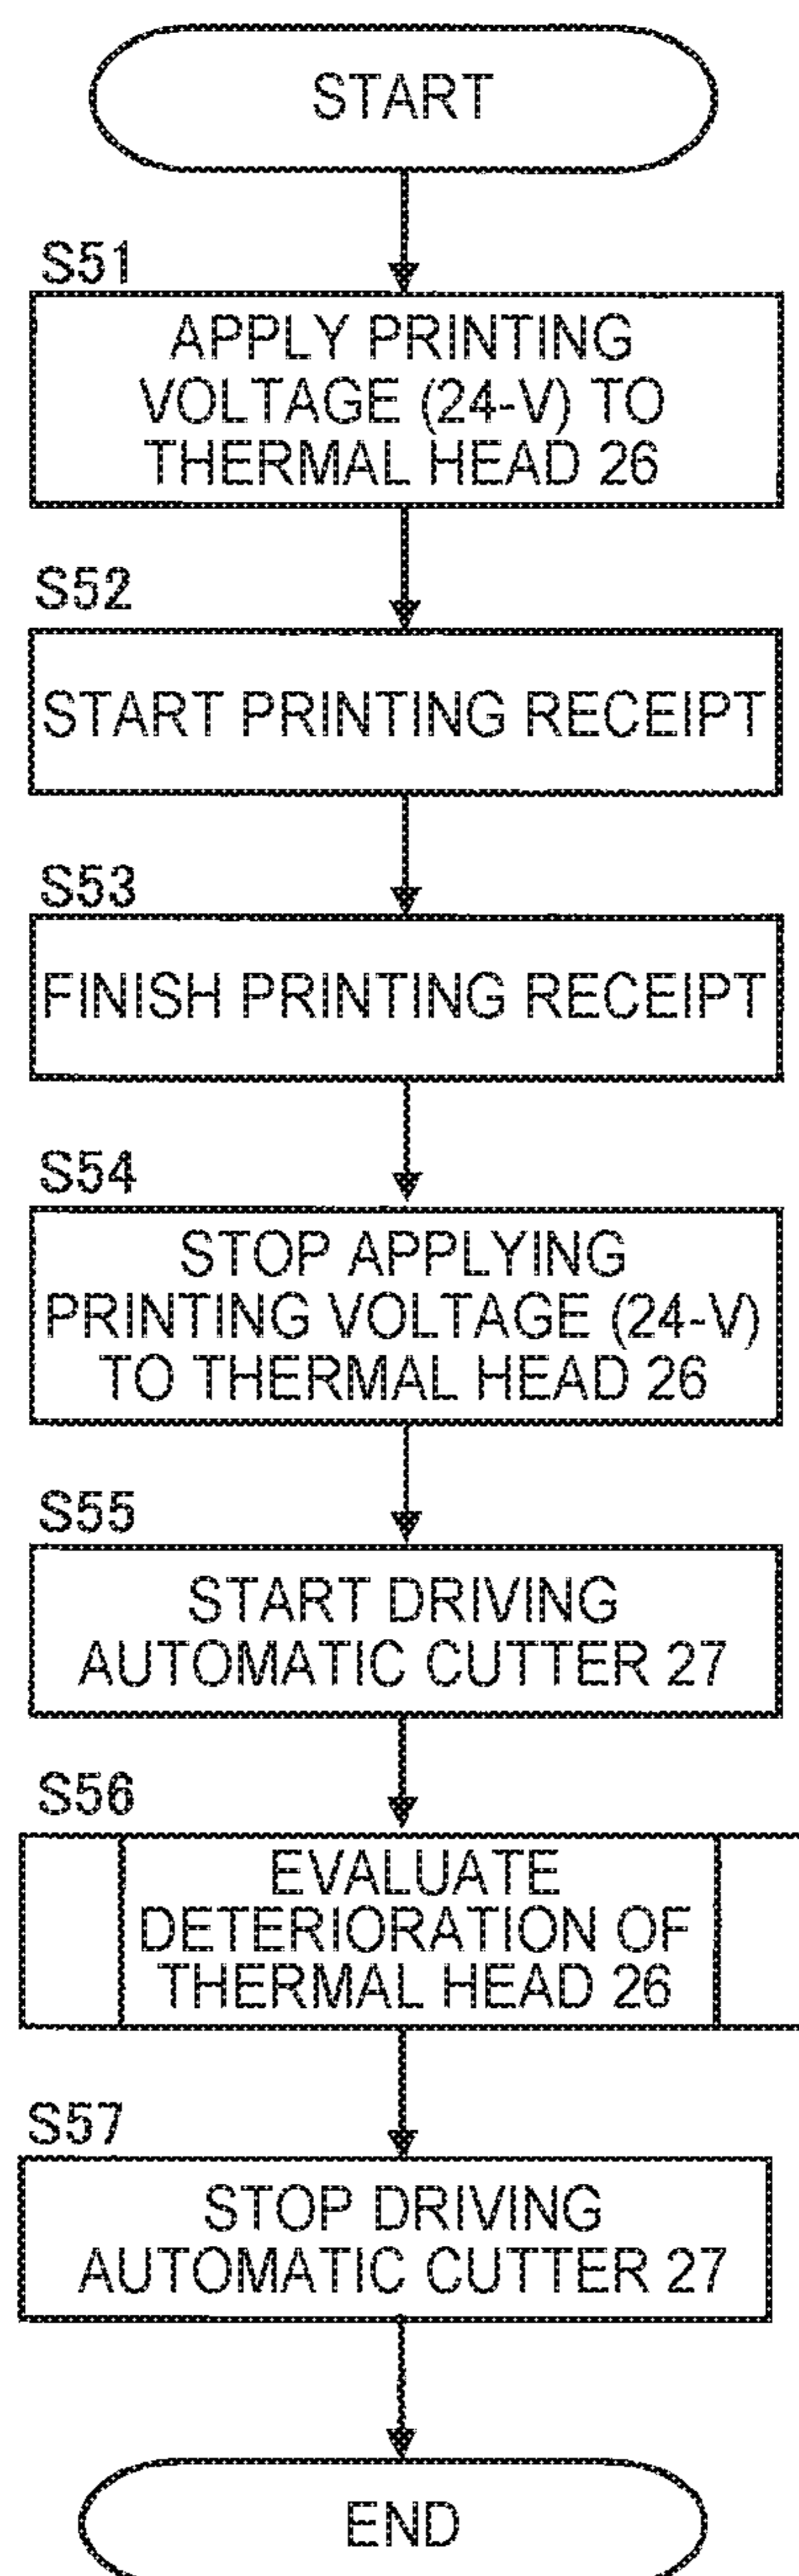 START
S51
APPLY PRINTING
VOLTAGE (24-V) TO
THERMAL HEAD 26
S52
START PRINTING RECEIPT
S53
FINISH PRINTING RECEIPT
S54
STOP APPLYING
PRINTING VOLTAGE (24-V)
TO THERMAL HEAD 26
S55
START DRIVING
AUTOMATIC CUTTER 27
S56
EVALUATE
DETERIORATION OF
THERMAL HEAD 26
S57
STOP DRIVING
AUTOMATIC CUTTER 27
END